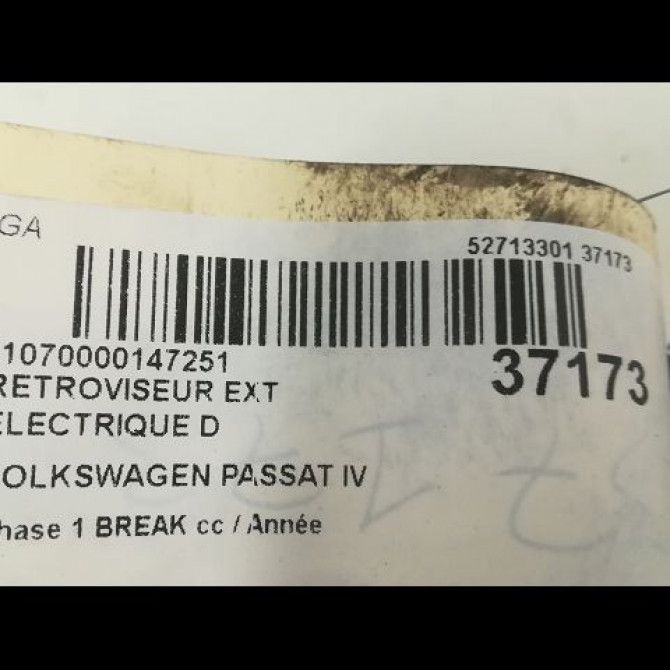 GA
52713301 37173
1070000147251
37173
RETROVISEUR EXT
ELECTRIQUE D
OLKSWAGEN PASSAT IV
hase 1 BREAK cc / Année